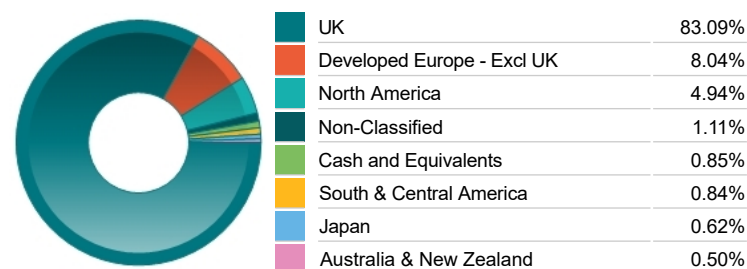 UK 83.09%
Developed Europe - Excl UK 8.04%
North America 4.94%
Non-Classified 1.11%
Cash and Equivalents 0.85%
South & Central America 0.84%
Japan 0.62%
Australia & New Zealand 0.50%